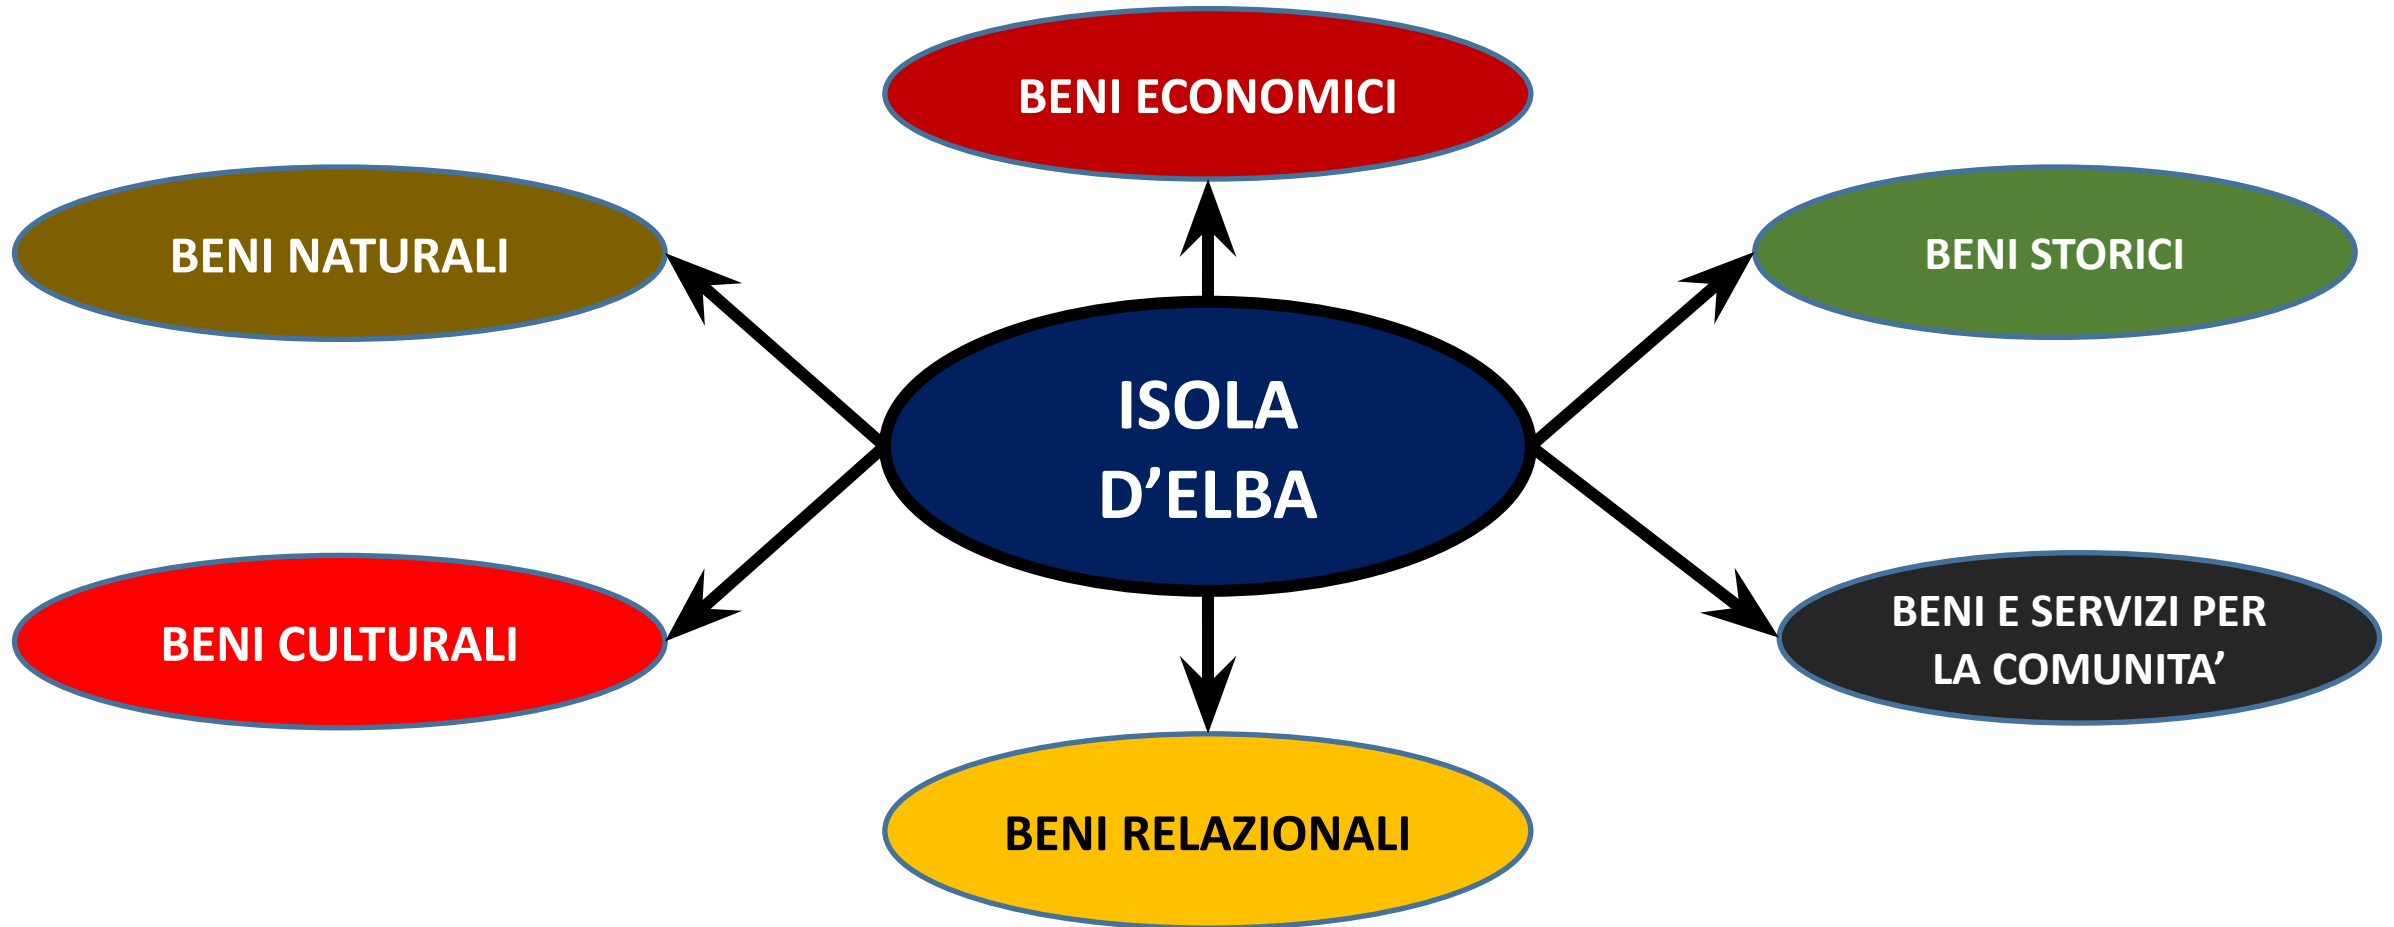 BENI ECONOMICI
BENI NATURALI
BENI STORICI
ISOLA
D’ELBA
BENI CULTURALI
BENI E SERVIZI PER
LA COMUNITA’
BENI RELAZIONALI